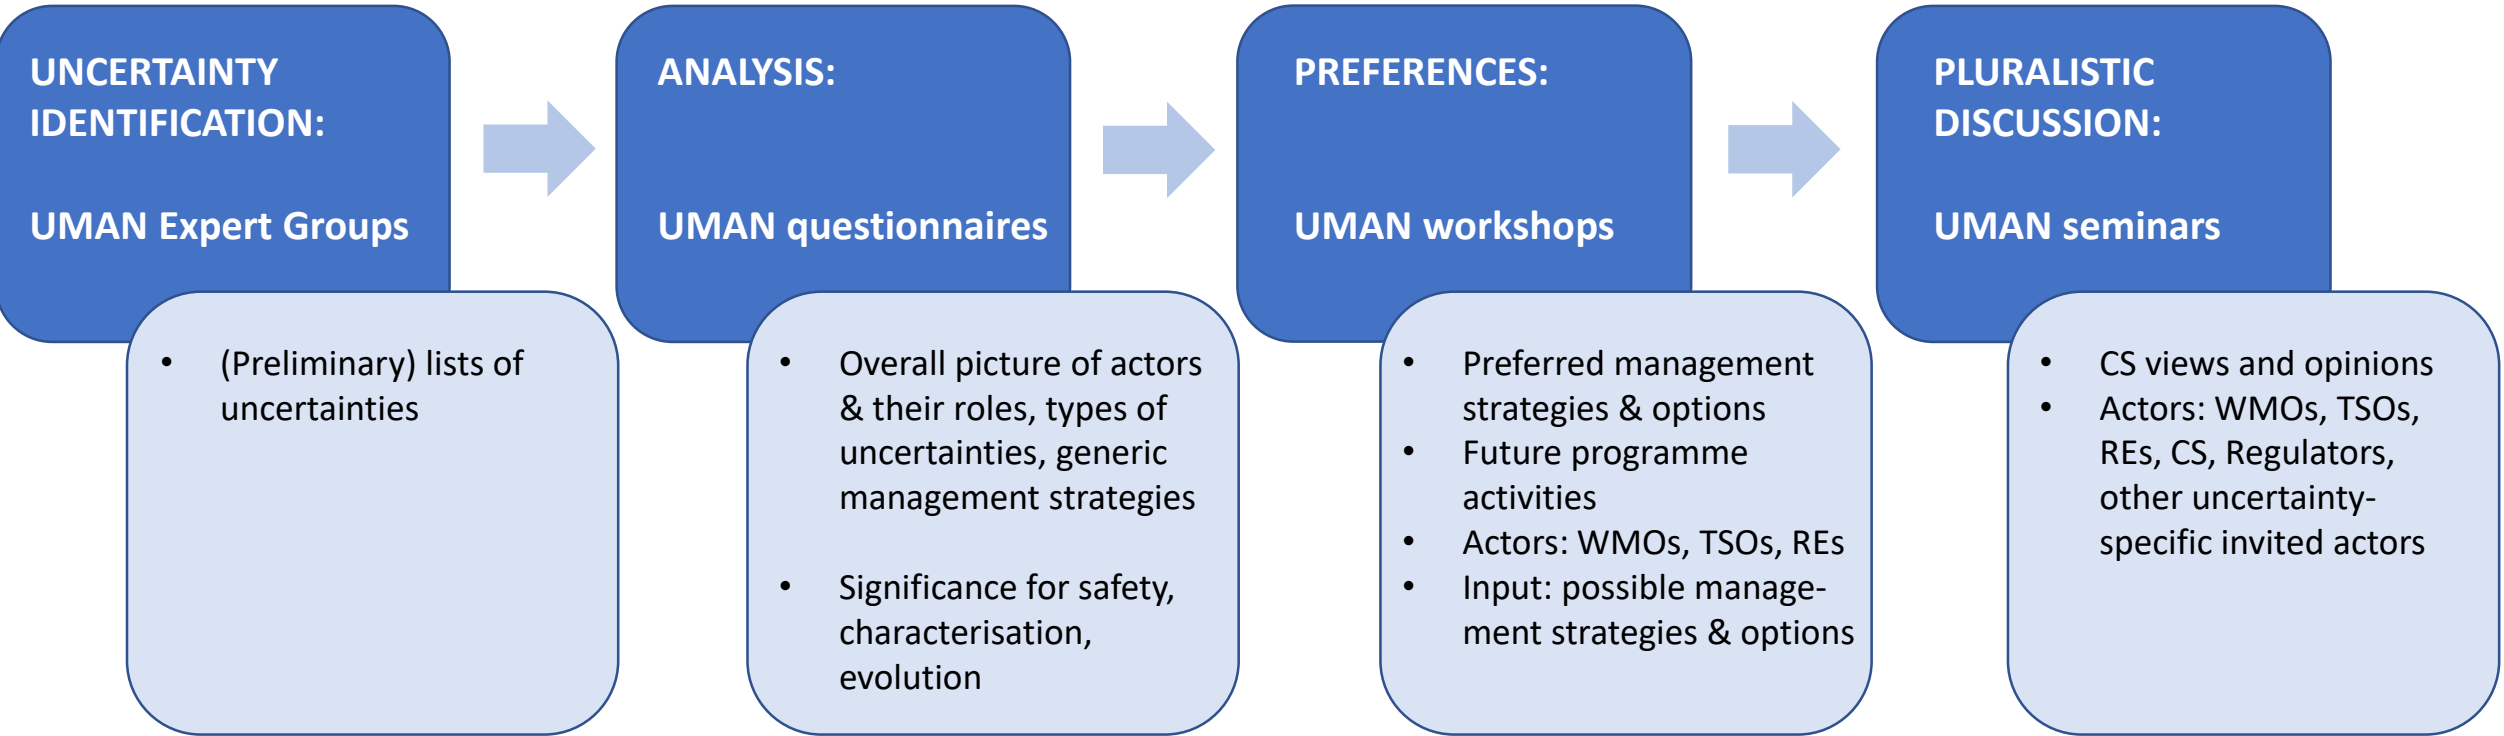 UNCERTAINTY
IDENTIFICATION:
UMAN Expert Groups
• (Preliminary) lists of
uncertainties
ANALYSIS:
UMAN questionnaires
• Overall picture of actors
& their roles, types of
uncertainties, generic
management strategies
• Significance for safety,
characterisation,
evolution
PREFERENCES:
UMAN workshops
• Preferred management
strategies & options
• Future programme
activities
• Actors: WMOs, TSOs, REs
• Input: possible manage-
ment strategies & options
PLURALISTIC
DISCUSSION:
UMAN seminars
• CS views and opinions
• Actors: WMOs, TSOs,
REs, CS, Regulators,
other uncertainty-
specific invited actors